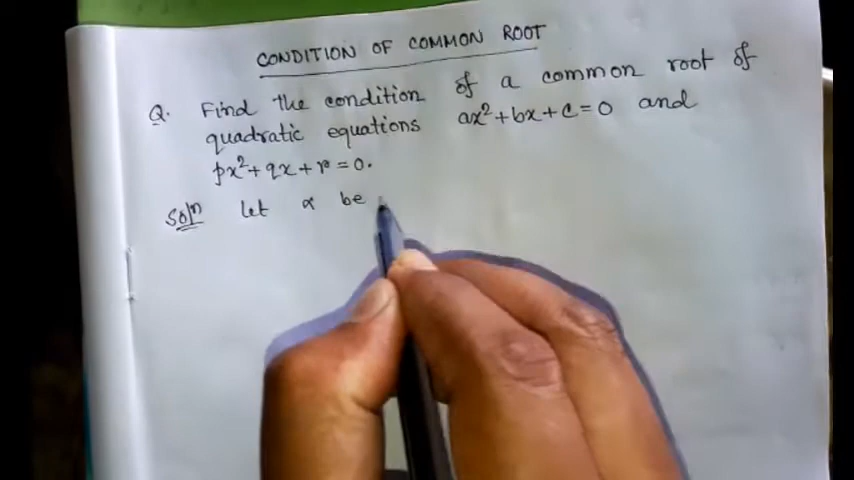 CONDITION OF COMMON ROOT
Q. Find the condition of a common root of
quadratic equations ax²+bx+c=0 and
px²+qx+r=0.
Solⁿ let α be